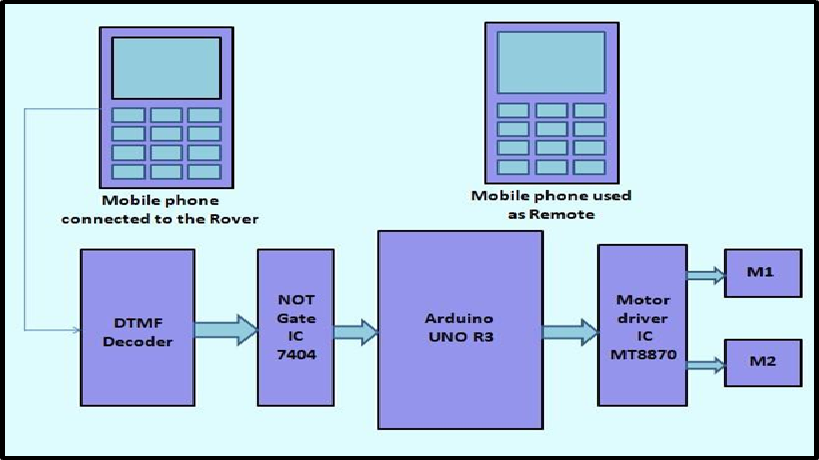 Mobile phone
connected to the Rover
Mobile phone used
as Remote
DTMF
Decoder
NOT
Gate
IC
7404
Arduino
UNO R3
Motor
driver
IC
MT8870
M1
M2